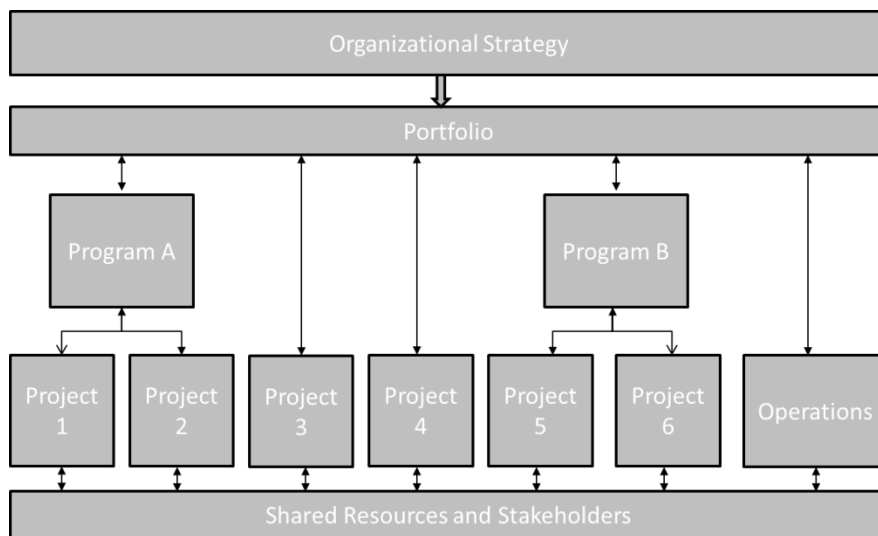 Organizational Strategy
Portfolio
Program A
Program B
Project
1
Project
2
Project
3
Project
4
Project
5
Project
6
Operations
Shared Resources and Stakeholders